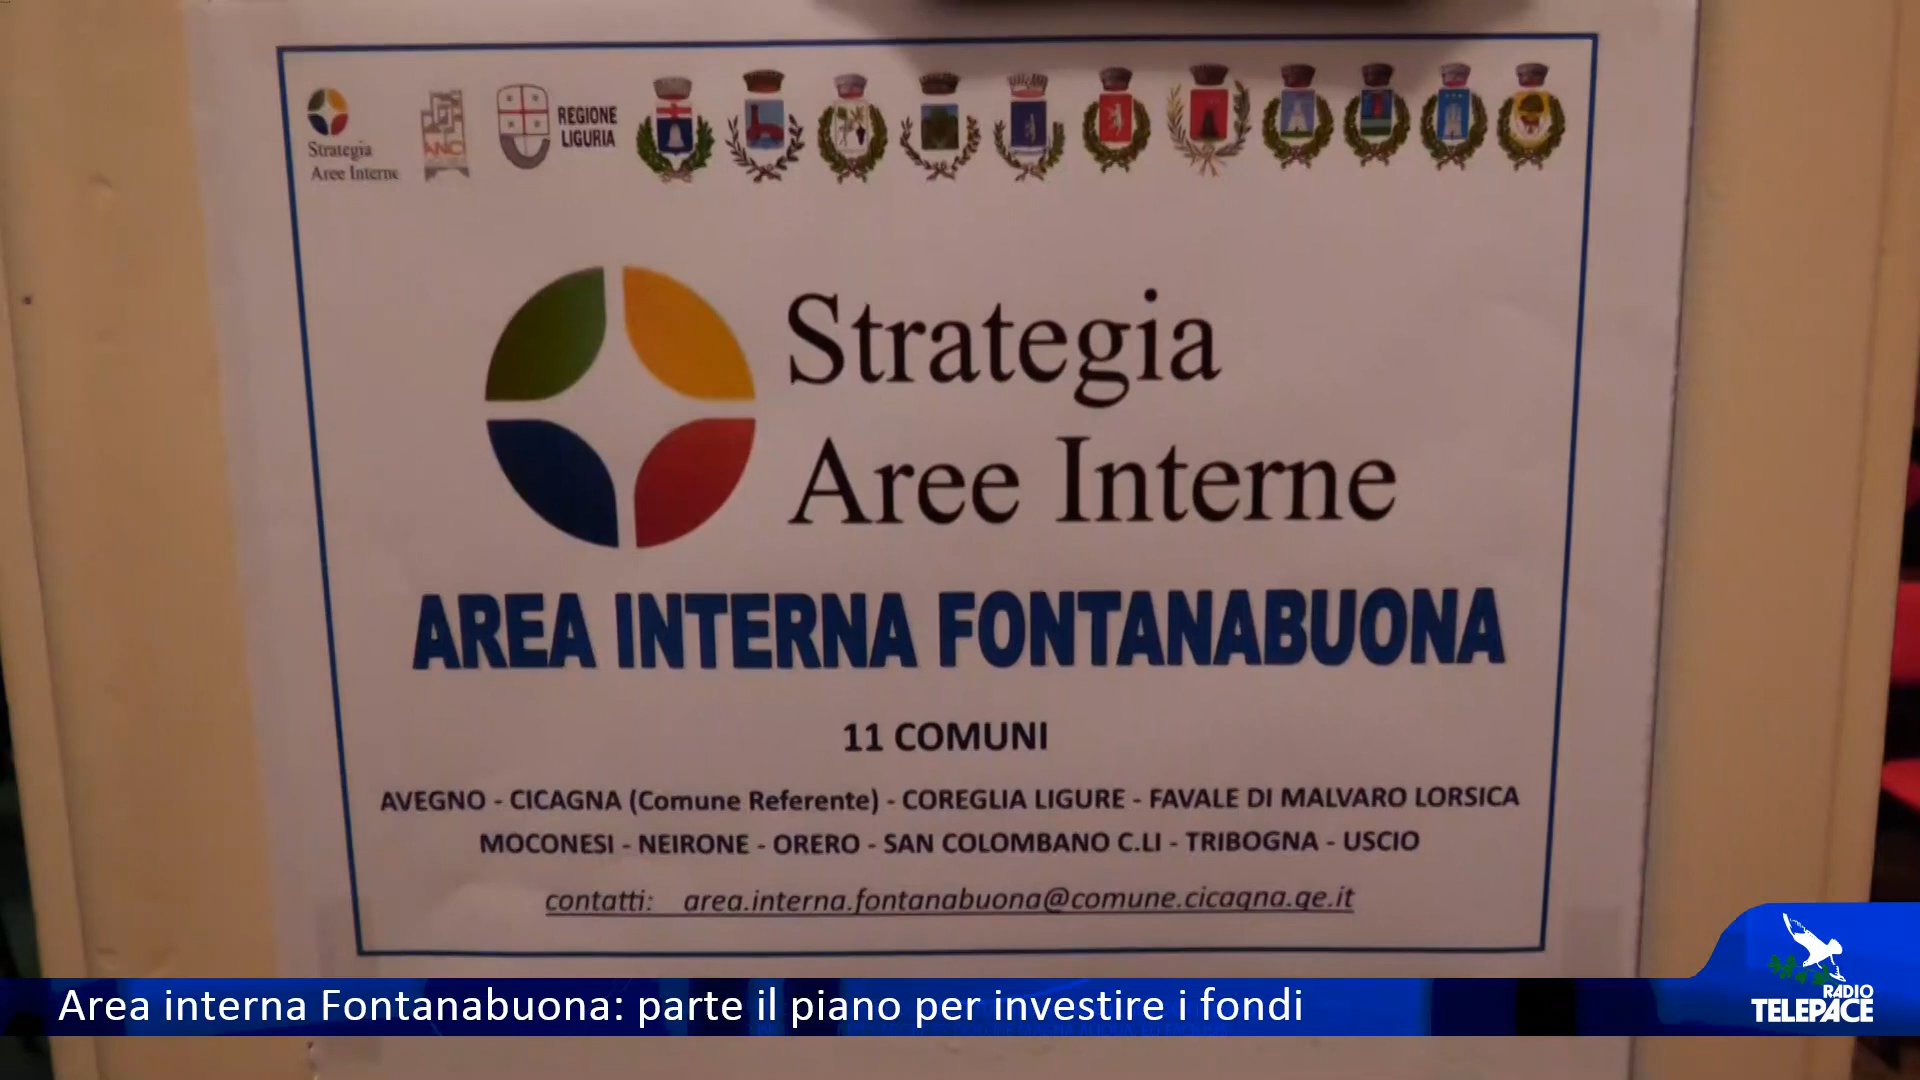 Strategia
Aree Interne
ANCI
REGIONE
LIGURIA
Strategia
Aree Interne
AREA INTERNA FONTANABUONA
11 COMUNI
AVEGNO - CICAGNA (Comune Referente) - COREGLIA LIGURE - FAVALE DI MALVARO LORSICA
MOCONESI - NEIRONE - ORERO - SAN COLOMBANO C.LI - TRIBOGNA - USCIO
contatti: area.interna.fontanabuona@comune.cicagna.ge.it
Area interna Fontanabuona: parte il piano per investire i fondi
RADIO
TELEPACE